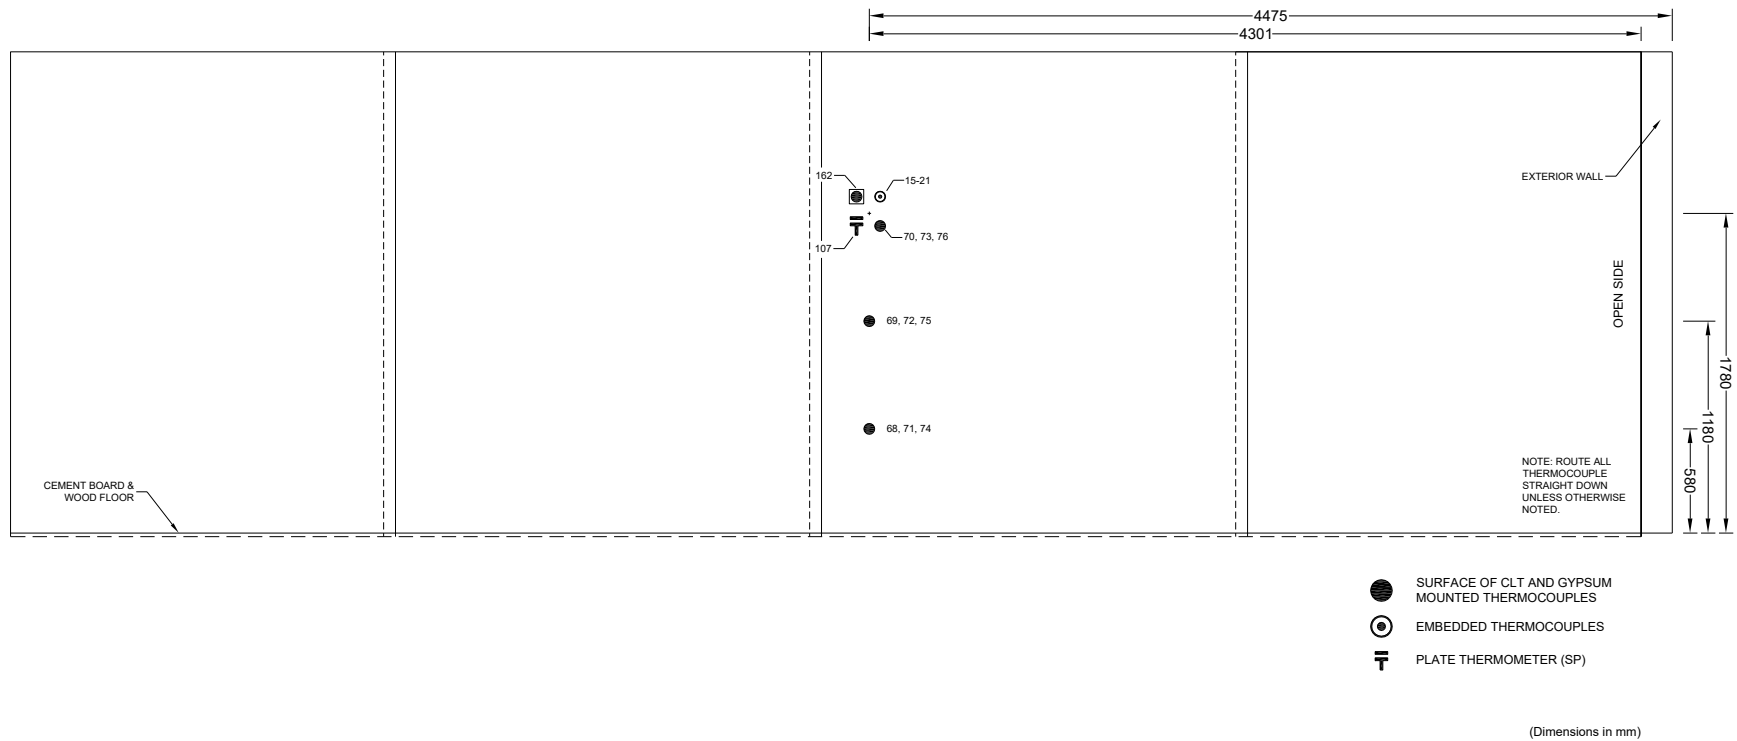 4475
4301
162
15-21
EXTERIOR WALL
70, 73, 76
107
OPEN SIDE
69, 72, 75
1780
1180
580
68, 71, 74
NOTE: ROUTE ALL
THERMOCOUPLE
STRAIGHT DOWN
UNLESS OTHERWISE
NOTED.
CEMENT BOARD &
WOOD FLOOR
SURFACE OF CLT AND GYPSUM
MOUNTED THERMOCOUPLES
EMBEDDED THERMOCOUPLES
PLATE THERMOMETER (SP)
(Dimensions in mm)